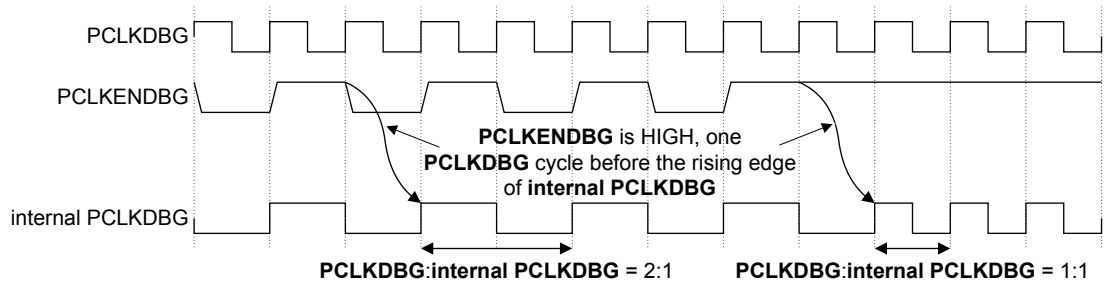 PCLKDBG
PCLKENDBG
PCLKENDBG is HIGH, one
PCLKDBG cycle before the rising edge
of internal PCLKDBG
internal PCLKDBG
PCLKDBG:internal PCLKDBG = 2:1
PCLKDBG:internal PCLKDBG = 1:1